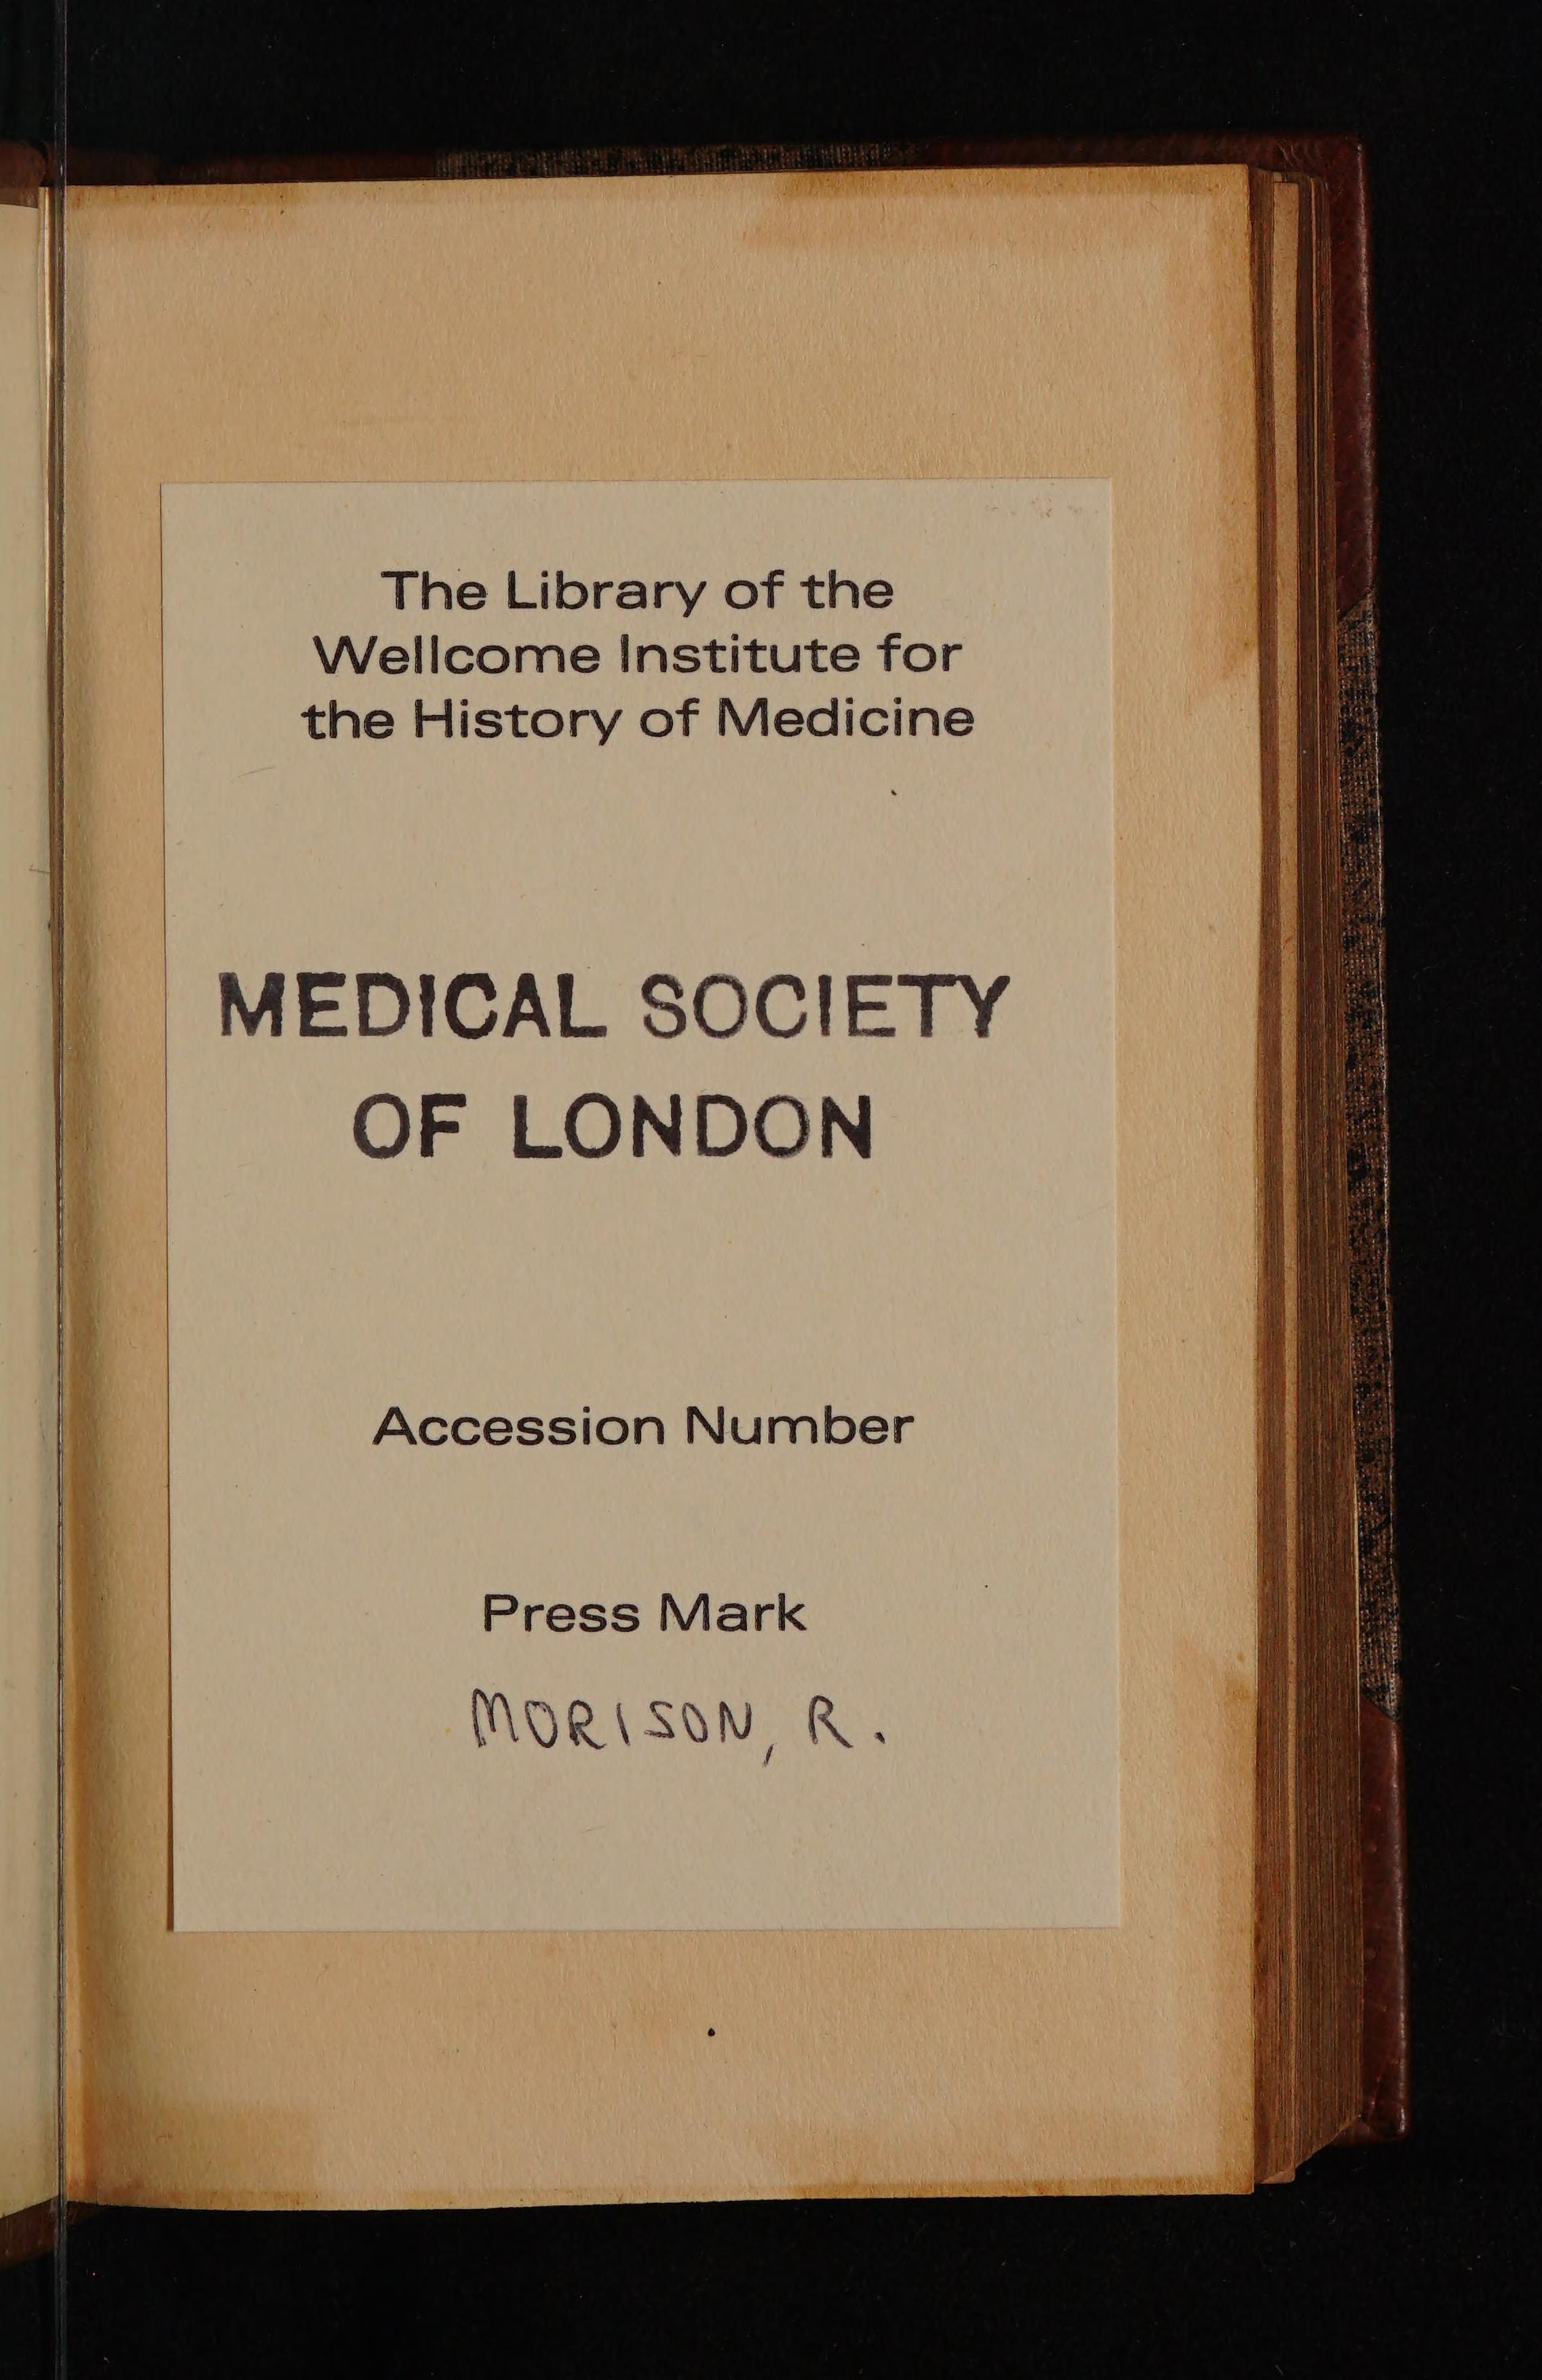 The Library of the
Wellcome Institute for
the History of Medicine
MEDICAL SOCIETY
OF LONDON
Accession Number
Press Mark
MORISON, R.